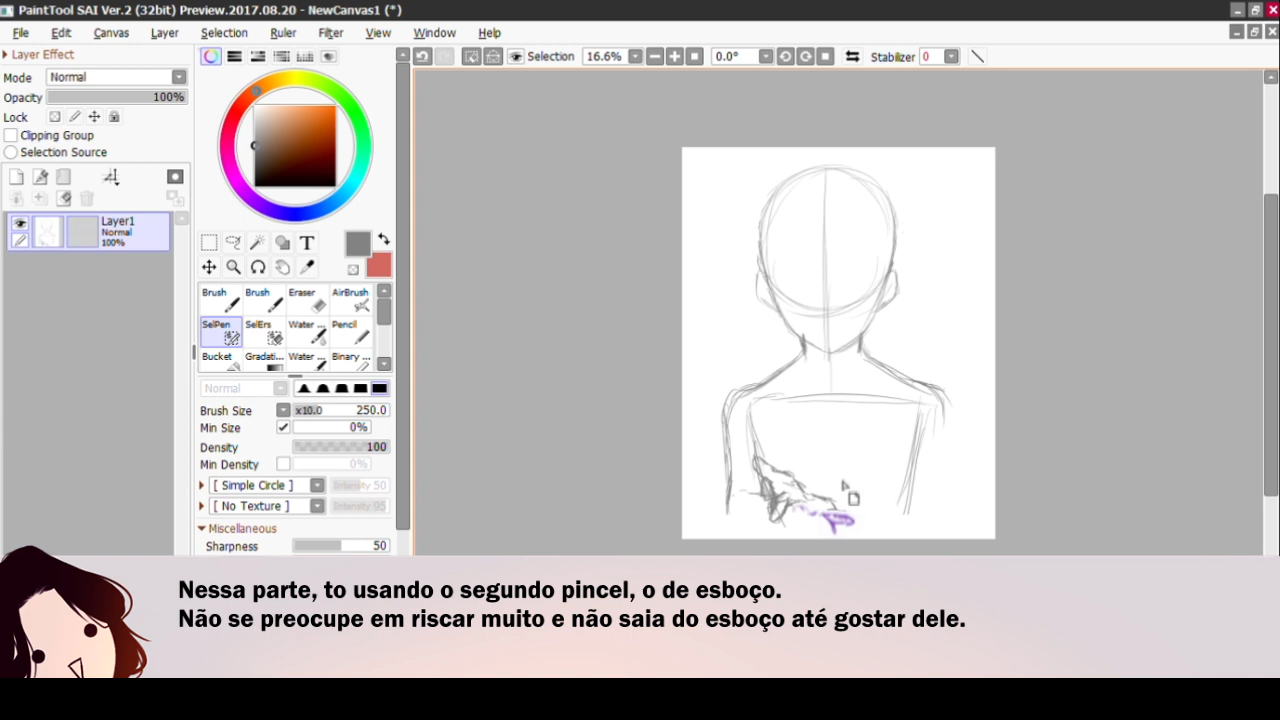 PaintTool SAI Ver.2 (32bit) Preview.2017.08.20 - NewCanvas1 (*)
File Edit Canvas Layer Selection Ruler Filter View Window Help
Layer Effect
Mode Normal
Opacity 100%
Lock
Clipping Group
Selection Source
Layer1
Normal
100%
Selection 16.6% 0.0° Stabilizer 0
T
Brush Brush Eraser AirBrush
SelPen SelErs Water ... Pencil
Bucket Gradati... Water ... Binary ...
Normal
Brush Size x10.0 250.0
Min Size 0%
Density 100
Min Density 0%
[ Simple Circle ] Intensity 50
[ No Texture ] Intensity 95
Miscellaneous
Sharpness 50
Nessa parte, to usando o segundo pincel, o de esboço.
Não se preocupe em riscar muito e não saia do esboço até gostar dele.